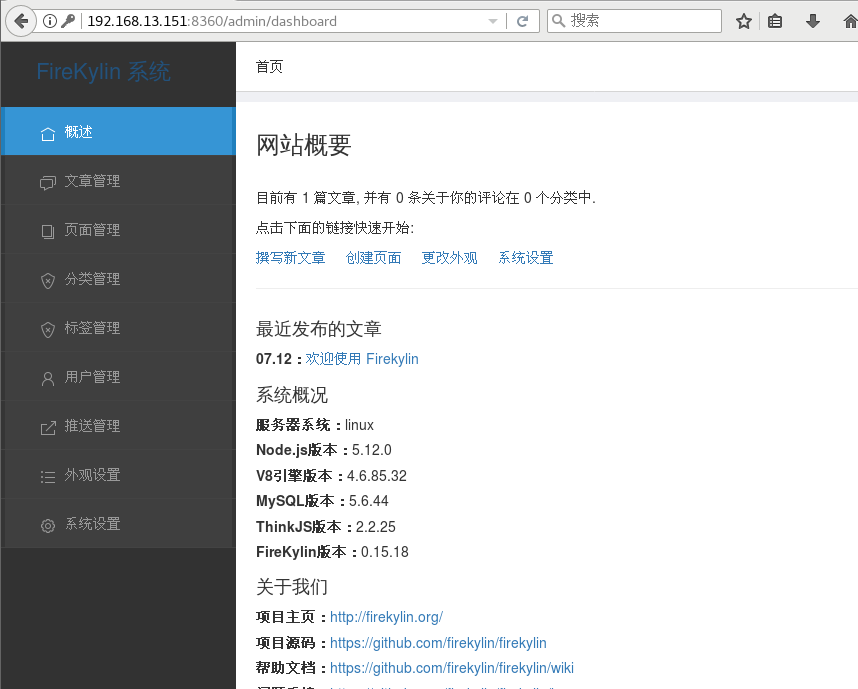 192.168.13.151:8360/admin/dashboard
搜索
FireKylin 系统
首页
概述
文章管理
页面管理
分类管理
标签管理
用户管理
推送管理
外观设置
系统设置
网站概要
目前有 1 篇文章, 并有 0 条关于你的评论在 0 个分类中.
点击下面的链接快速开始:
撰写新文章 创建页面 更改外观 系统设置
最近发布的文章
07.12：欢迎使用 Firekylin
系统概况
服务器系统：linux
Node.js版本：5.12.0
V8引擎版本：4.6.85.32
MySQL版本：5.6.44
ThinkJS版本：2.2.25
FireKylin版本：0.15.18
关于我们
项目主页：http://firekylin.org/
项目源码：https://github.com/firekylin/firekylin
帮助文档：https://github.com/firekylin/firekylin/wiki